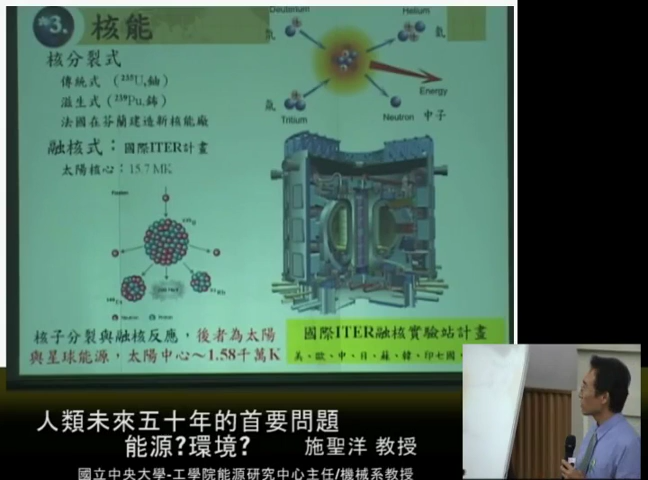 3. 核能
核分裂式
傳統式 (²³⁵U,鈾)
滋生式 (²³⁹Pu,鈽)
法國在芬蘭建造新核能廠
融核式：國際ITER計畫
太陽核心：15.7 MK
Deuterium
Helium
氘
氦
Energy
氚
Tritium
Neutron 中子
核子分裂與融核反應，後者為太陽
與星球能源，太陽中心～1.58千萬K
國際ITER融核實驗站計畫
美、歐、中、日、蘇、韓、印七國
人類未來五十年的首要問題
能源?環境? 施聖洋 教授
國立中央大學-工學院能源研究中心主任/機械系教授